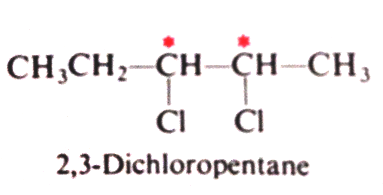 * *
CH₃CH₂—CH—CH—CH₃
Cl Cl
2,3-Dichloropentane